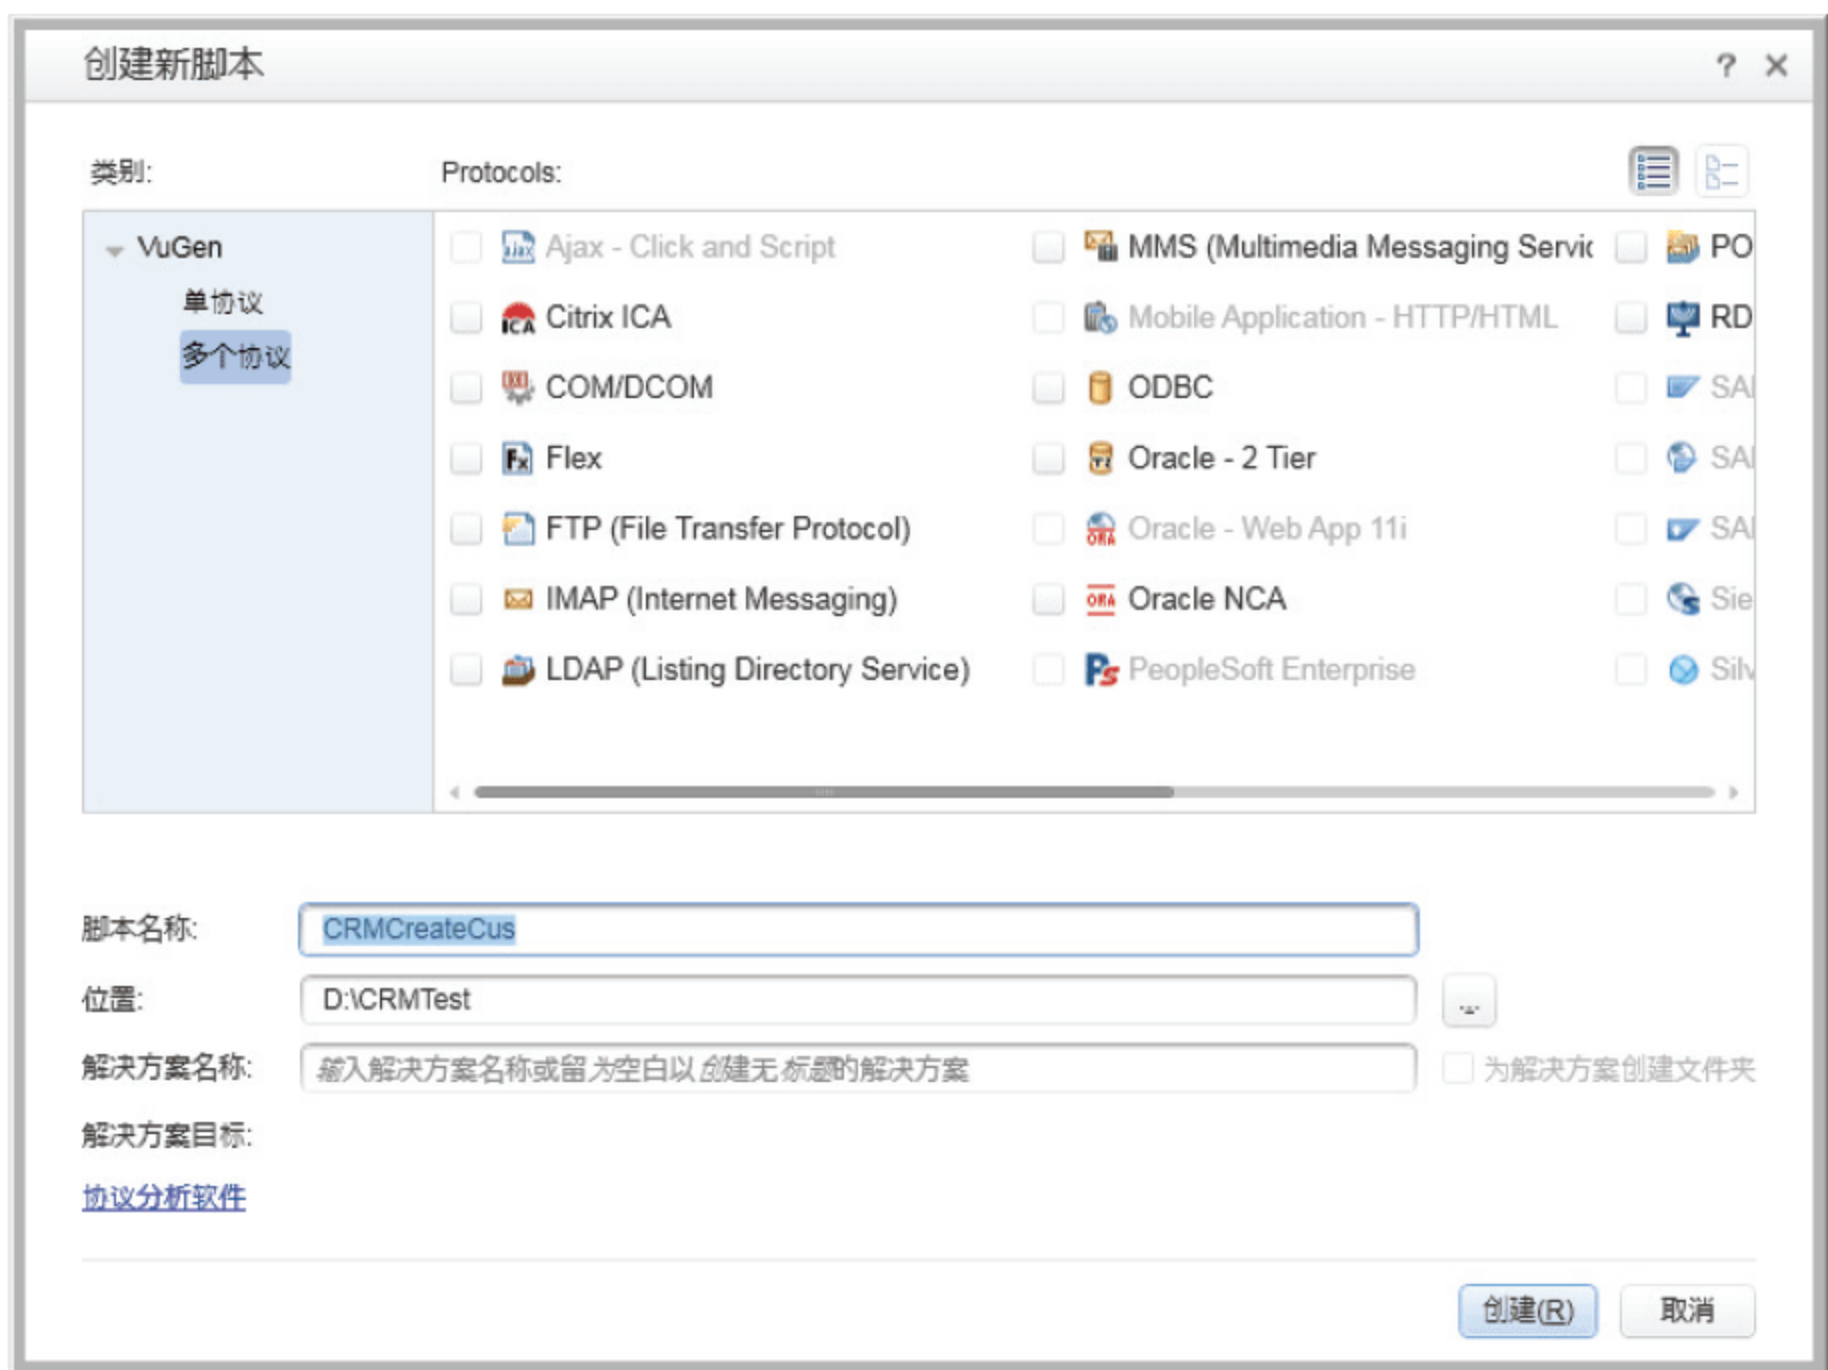 创建新脚本
类别:
Protocols:
VuGen
单协议
多个协议
Ajax - Click and Script
Citrix ICA
COM/DCOM
Flex
FTP (File Transfer Protocol)
IMAP (Internet Messaging)
LDAP (Listing Directory Service)
MMS (Multimedia Messaging Servic
Mobile Application - HTTP/HTML
ODBC
Oracle - 2 Tier
Oracle - Web App 11i
Oracle NCA
PeopleSoft Enterprise
PO
RD
SA
SA
SA
Sie
Silv
脚本名称: CRMCreateCus
位置: D:\CRMTest ...
解决方案名称: 输入解决方案名称或留为空白以创建无标题的解决方案 为解决方案创建文件夹
解决方案目标:
协议分析软件
创建(R) 取消